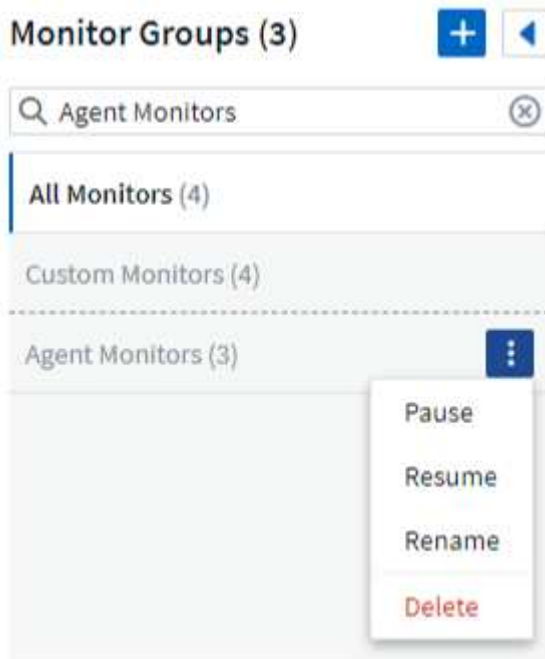 Monitor Groups (3)
Agent Monitors
All Monitors (4)
Custom Monitors (4)
Agent Monitors (3)
Pause
Resume
Rename
Delete